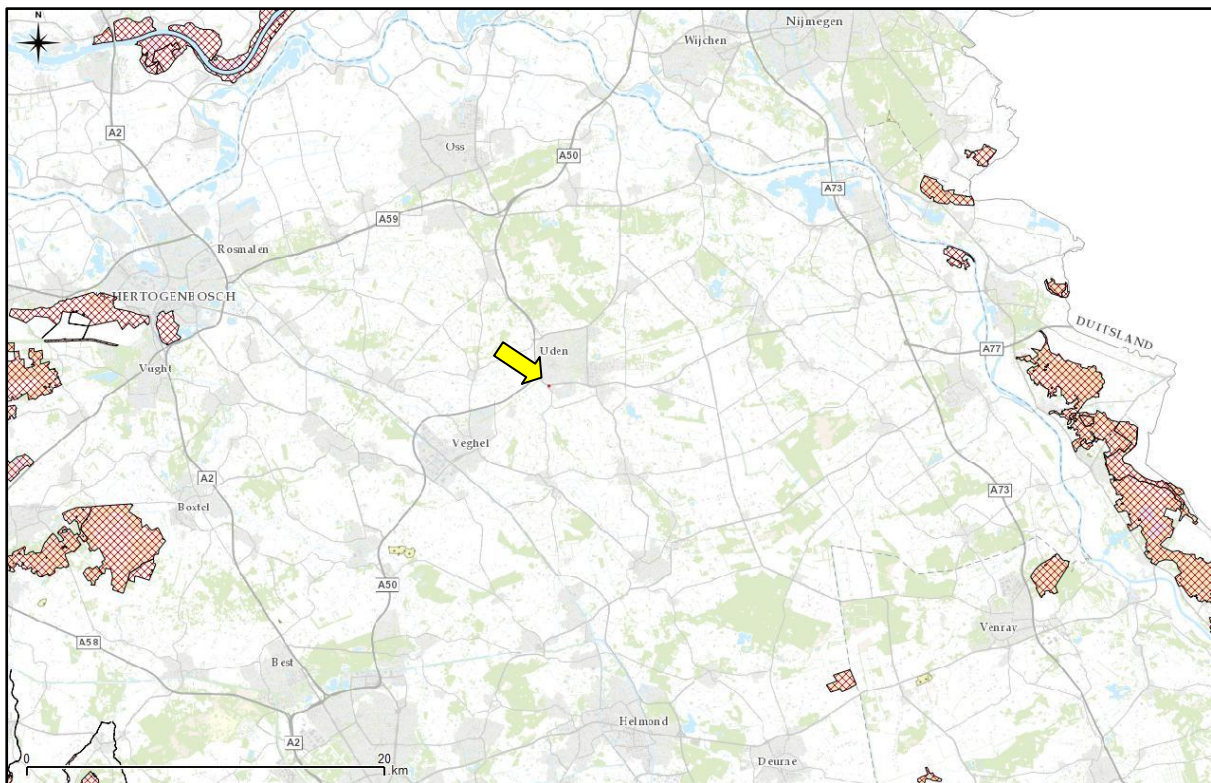 N
Nijmegen
Wijchen
A2
Oss
A50
A73
A59
Rosmalen
HERTOGENBOSCH
DUITSLAND
A77
Uden
Vught
Veghel
A2
A73
Boxtel
A50
Venray
A58
Best
Helmond
A2
Deurne
0
20
km